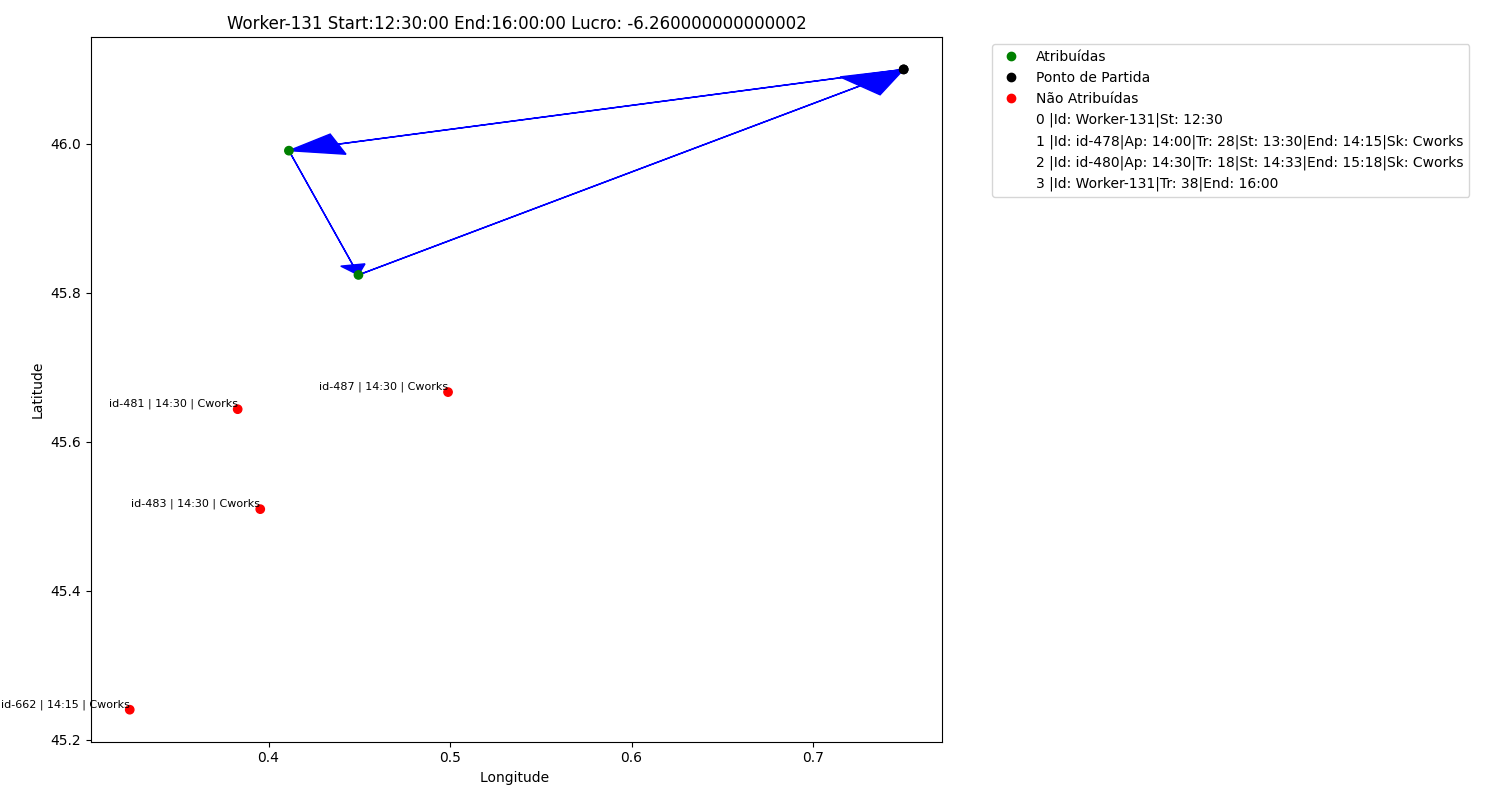 Worker-131 Start:12:30:00 End:16:00:00 Lucro: -6.260000000000002
Atribuídas
Ponto de Partida
Não Atribuídas
0 |Id: Worker-131|St: 12:30
1 |Id: id-478|Ap: 14:00|Tr: 28|St: 13:30|End: 14:15|Sk: Cworks
2 |Id: id-480|Ap: 14:30|Tr: 18|St: 14:33|End: 15:18|Sk: Cworks
3 |Id: Worker-131|Tr: 38|End: 16:00
46.0
45.8
45.6
45.4
45.2
Latitude
id-487 | 14:30 | Cworks
id-481 | 14:30 | Cworks
id-483 | 14:30 | Cworks
id-662 | 14:15 | Cworks
0.4
0.5
0.6
0.7
Longitude